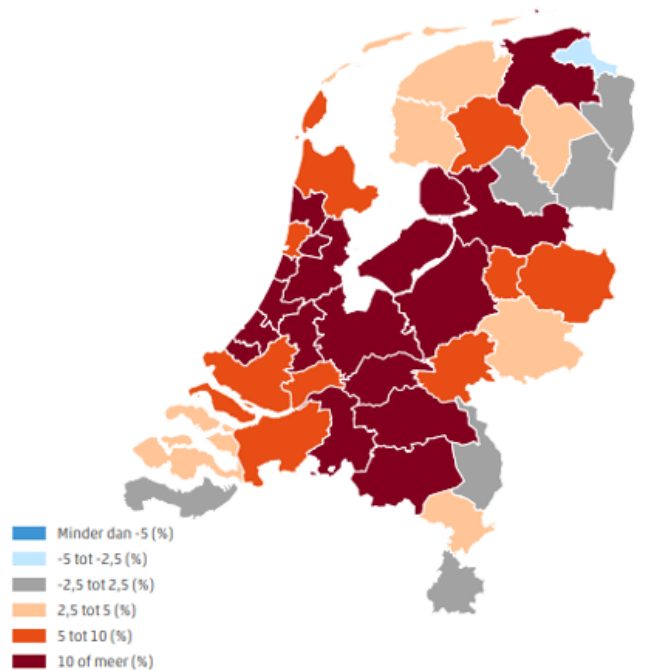 Minder dan -5 (%)
-5 tot -2,5 (%)
-2,5 tot 2,5 (%)
2,5 tot 5 (%)
5 tot 10 (%)
10 of meer (%)